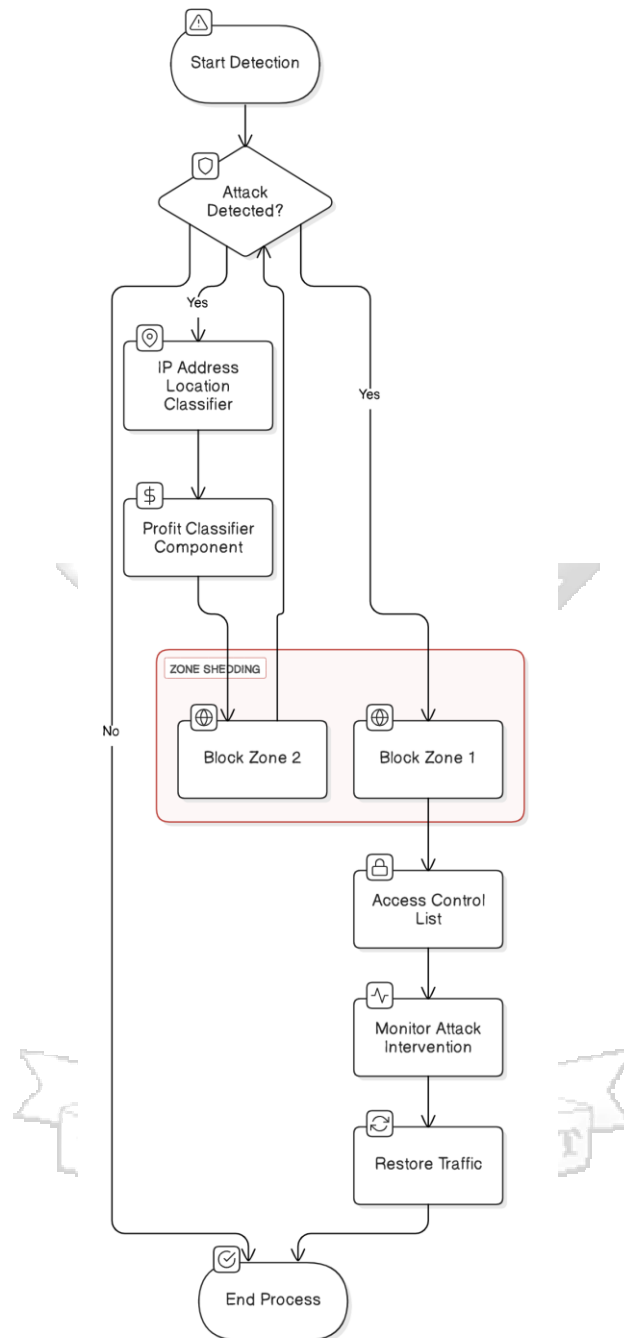 Start Detection
Attack
Detected?
Yes
IP Address
Location
Classifier
Yes
Profit Classifier
Component
ZONE SHEDDING
No
Block Zone 2
Block Zone 1
Access Control
List
Monitor Attack
Intervention
Restore Traffic
End Process